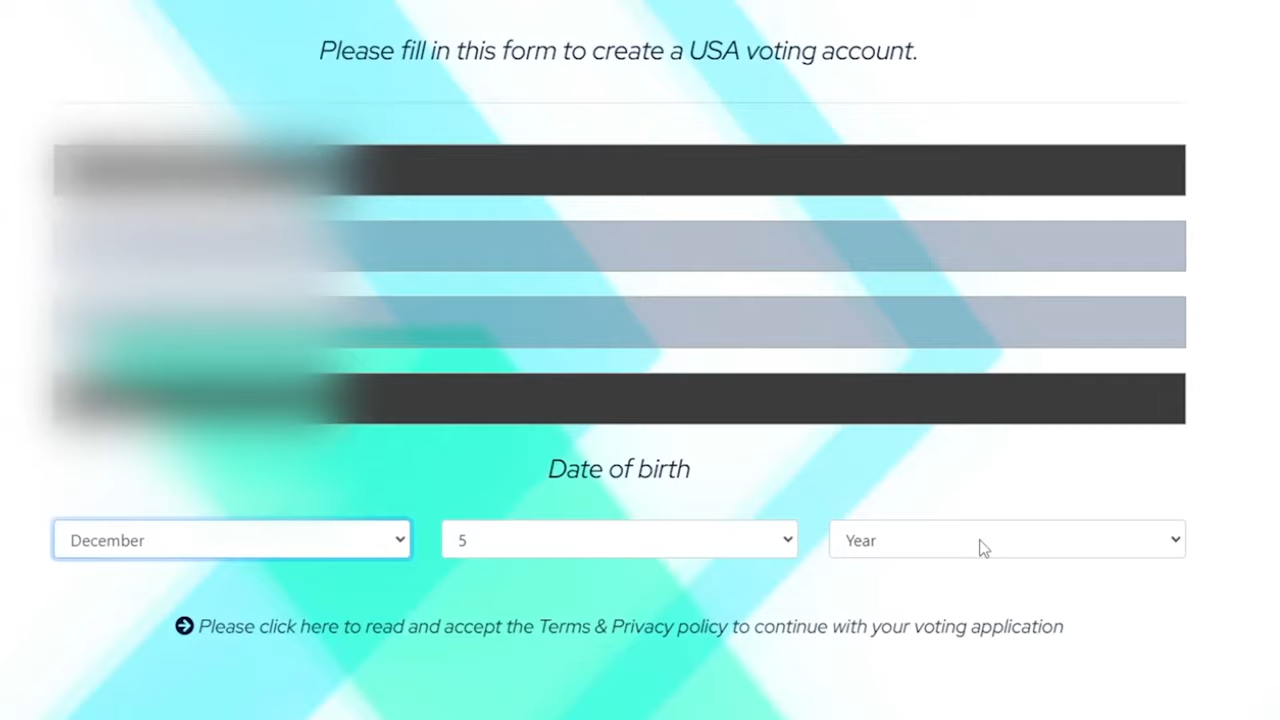 Please fill in this form to create a USA voting account.
Date of birth
December
5
Year
Please click here to read and accept the Terms & Privacy policy to continue with your voting application